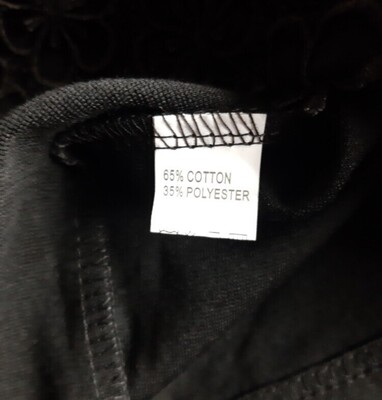 65% COTTON
35% POLYESTER